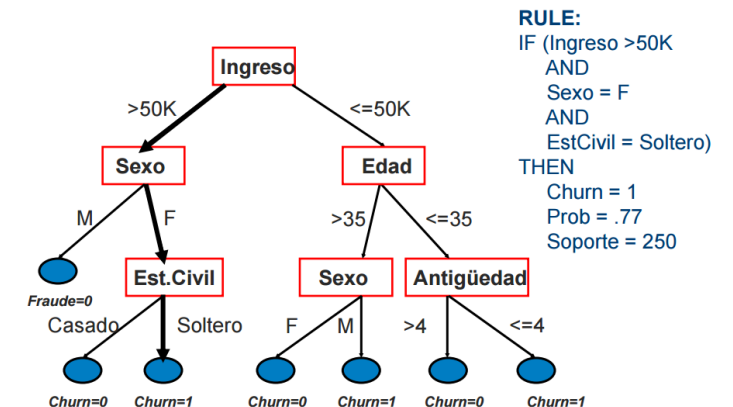 RULE:
IF (Ingreso >50K
AND
Sexo = F
AND
EstCivil = Soltero)
THEN
Churn = 1
Prob = .77
Soporte = 250
Ingreso
>50K
<=50K
Sexo
Edad
M
F
>35
<=35
Est.Civil
Sexo
Antigüedad
Fraude=0
Casado
Soltero
F
M
>4
<=4
Churn=0
Churn=1
Churn=0
Churn=1
Churn=0
Churn=1